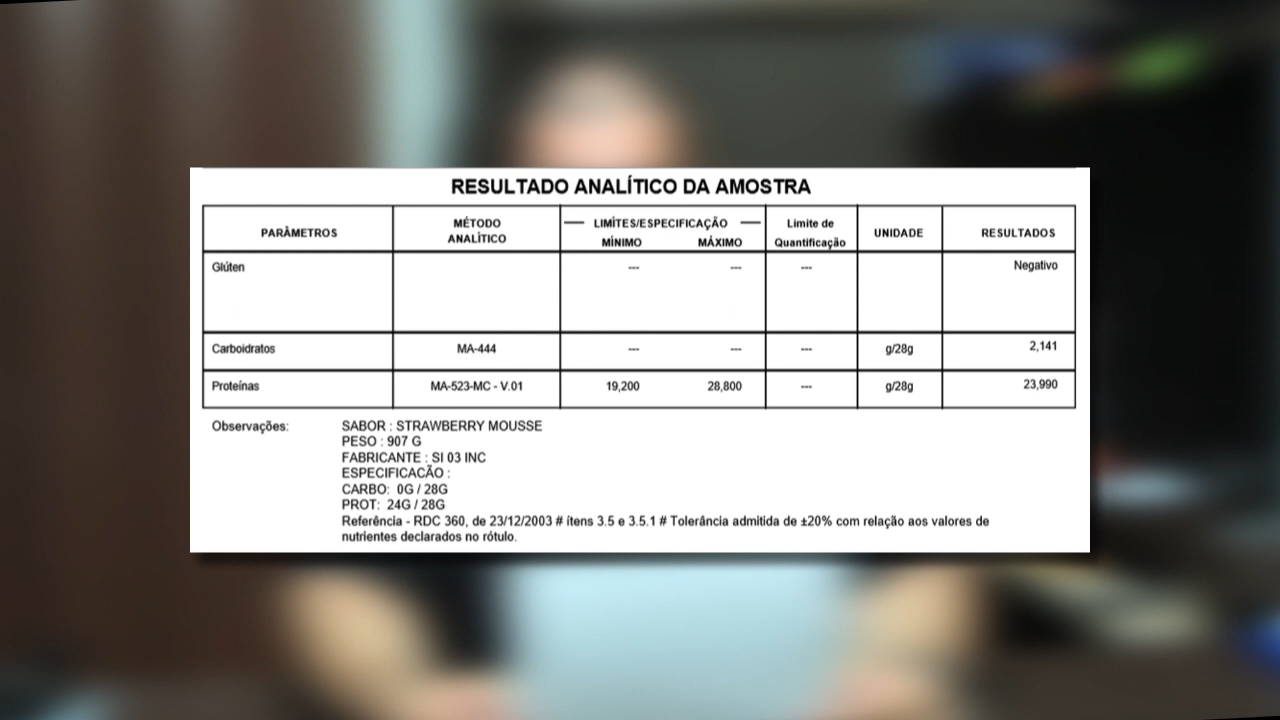 RESULTADO ANALÍTICO DA AMOSTRA
PARÂMETROS MÉTODO ANALÍTICO LIMITES/ESPECIFICAÇÃO MÍNIMO MÁXIMO Limite de Quantificação UNIDADE RESULTADOS
Glúten --- --- --- Negativo
Carboidratos MA-444 --- --- --- g/28g 2,141
Proteínas MA-523-MC - V.01 19,200 28,800 --- g/28g 23,990
Observações: SABOR : STRAWBERRY MOUSSE
PESO : 907 G
FABRICANTE : SI 03 INC
ESPECIFICACÃO :
CARBO: 0G / 28G
PROT: 24G / 28G
Referência - RDC 360, de 23/12/2003 # ítens 3.5 e 3.5.1 # Tolerância admitida de ±20% com relação aos valores de
nutrientes declarados no rótulo.